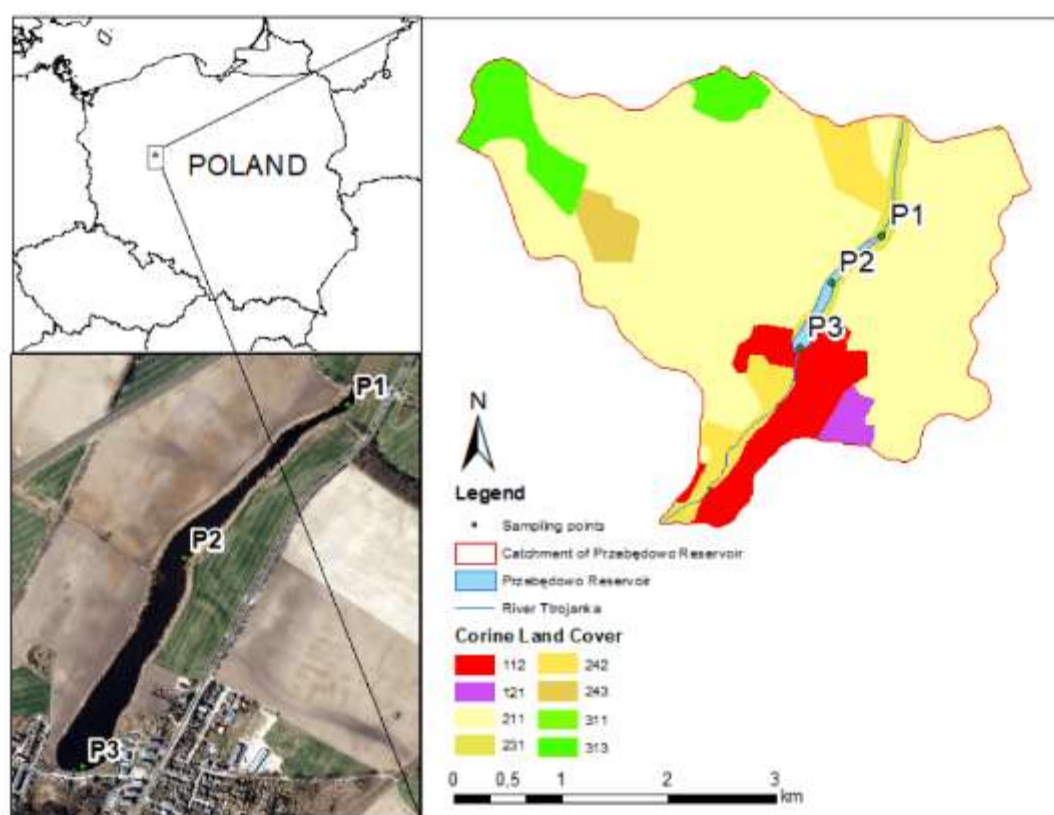 POLAND
P1
P2
P3
P1
P2
P3
N
Legend
Sampling points
Catchment of Przebędowo Reservoir
Przebędowo Reservoir
River Ttrojanka
Corine Land Cover
112 242
121 243
211 311
231 313
0 0,5 1 2 3
km